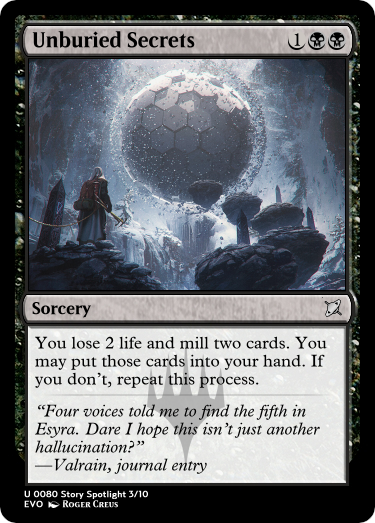 Unburied Secrets 1
Sorcery
You lose 2 life and mill two cards. You
may put those cards into your hand. If
you don't, repeat this process.
“Four voices told me to find the fifth in
Esyra. Dare I hope this isn't just another
hallucination?”
—Valrain, journal entry
U 0080 Story Spotlight 3/10
EVO Roger Creus